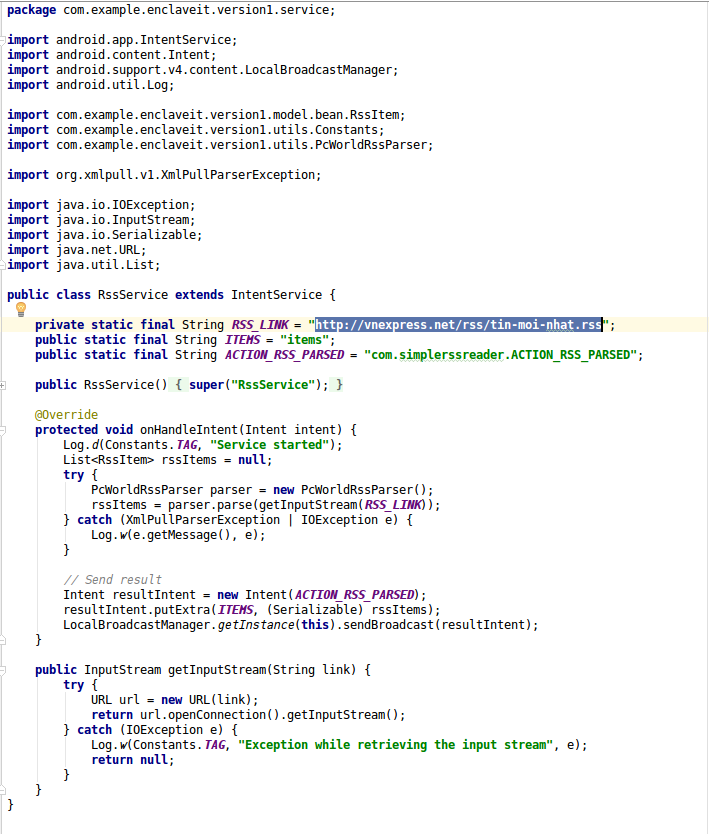 package com.example.enclaveit.version1.service;
import android.app.IntentService;
import android.content.Intent;
import android.support.v4.content.LocalBroadcastManager;
import android.util.Log;
import com.example.enclaveit.version1.model.bean.RssItem;
import com.example.enclaveit.version1.utils.Constants;
import com.example.enclaveit.version1.utils.PcWorldRssParser;
import org.xmlpull.v1.XmlPullParserException;
import java.io.IOException;
import java.io.InputStream;
import java.io.Serializable;
import java.net.URL;
import java.util.List;
public class RssService extends IntentService {
    private static final String RSS_LINK = "http://vnexpress.net/rss/tin-moi-nhat.rss";
    public static final String ITEMS = "items";
    public static final String ACTION_RSS_PARSED = "com.simplerssreader.ACTION_RSS_PARSED";
    public RssService() { super("RssService"); }
    @Override
    protected void onHandleIntent(Intent intent) {
        Log.d(Constants.TAG, "Service started");
        List<RssItem> rssItems = null;
        try {
            PcWorldRssParser parser = new PcWorldRssParser();
            rssItems = parser.parse(getInputStream(RSS_LINK));
        } catch (XmlPullParserException | IOException e) {
            Log.w(e.getMessage(), e);
        }
        // Send result
        Intent resultIntent = new Intent(ACTION_RSS_PARSED);
        resultIntent.putExtra(ITEMS, (Serializable) rssItems);
        LocalBroadcastManager.getInstance(this).sendBroadcast(resultIntent);
    }
    public InputStream getInputStream(String link) {
        try {
            URL url = new URL(link);
            return url.openConnection().getInputStream();
        } catch (IOException e) {
            Log.w(Constants.TAG, "Exception while retrieving the input stream", e);
            return null;
        }
    }
}